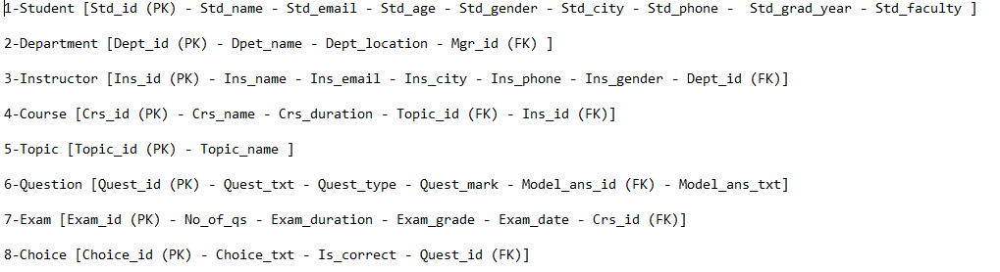 1-Student [Std_id (PK) - Std_name - Std_email - Std_age - Std_gender - Std_city - Std_phone -  Std_grad_year - Std_faculty ]
2-Department [Dept_id (PK) - Dpet_name - Dept_location - Mgr_id (FK) ]
3-Instructor [Ins_id (PK) - Ins_name - Ins_email - Ins_city - Ins_phone - Ins_gender - Dept_id (FK)]
4-Course [Crs_id (PK) - Crs_name - Crs_duration - Topic_id (FK) - Ins_id (FK)]
5-Topic [Topic_id (PK) - Topic_name ]
6-Question [Quest_id (PK) - Quest_txt - Quest_type - Quest_mark - Model_ans_id (FK) - Model_ans_txt]
7-Exam [Exam_id (PK) - No_of_qs - Exam_duration - Exam_grade - Exam_date - Crs_id (FK)]
8-Choice [Choice_id (PK) - Choice_txt - Is_correct - Quest_id (FK)]